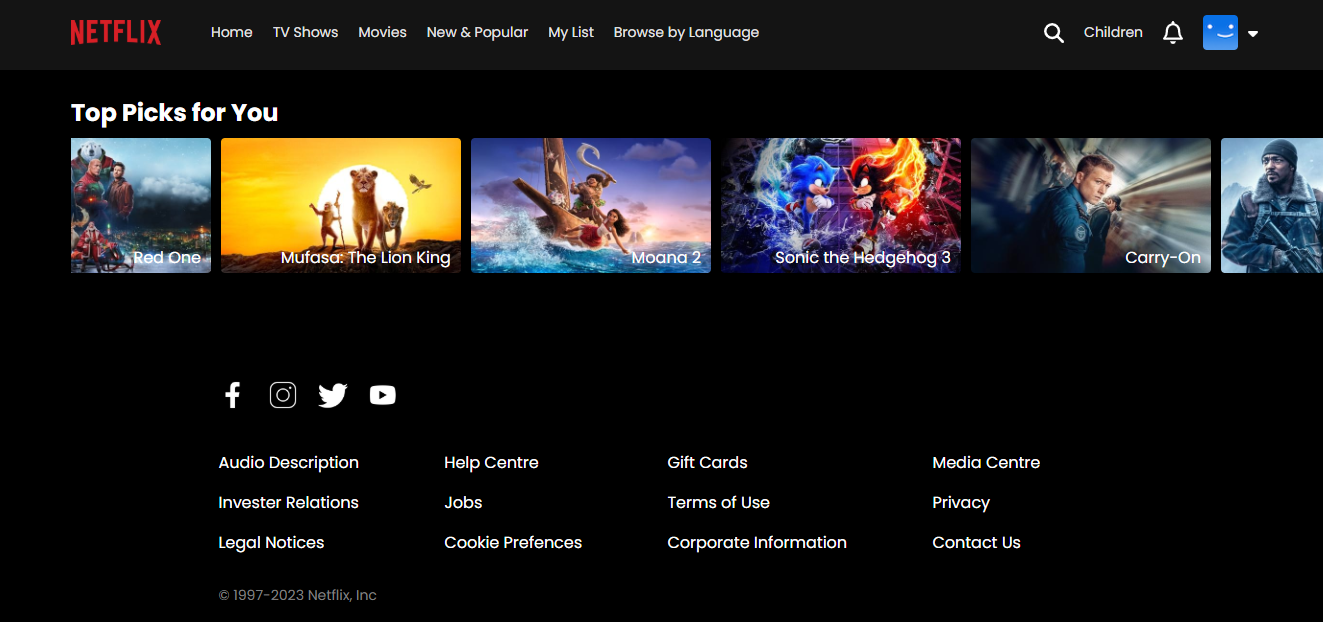 NETFLIX Home TV Shows Movies New & Popular My List Browse by Language Children
Top Picks for You
Red One Mufasa: The Lion King Moana 2 Sonic the Hedgehog 3 Carry-On
Audio Description Help Centre Gift Cards Media Centre
Invester Relations Jobs Terms of Use Privacy
Legal Notices Cookie Prefences Corporate Information Contact Us
© 1997-2023 Netflix, Inc